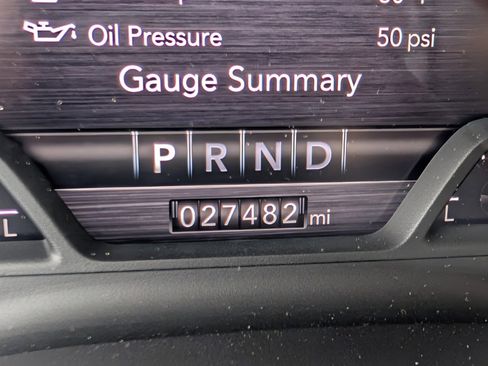 Oil Pressure 50 psi
Gauge Summary
P R N D
027482 mi
L L